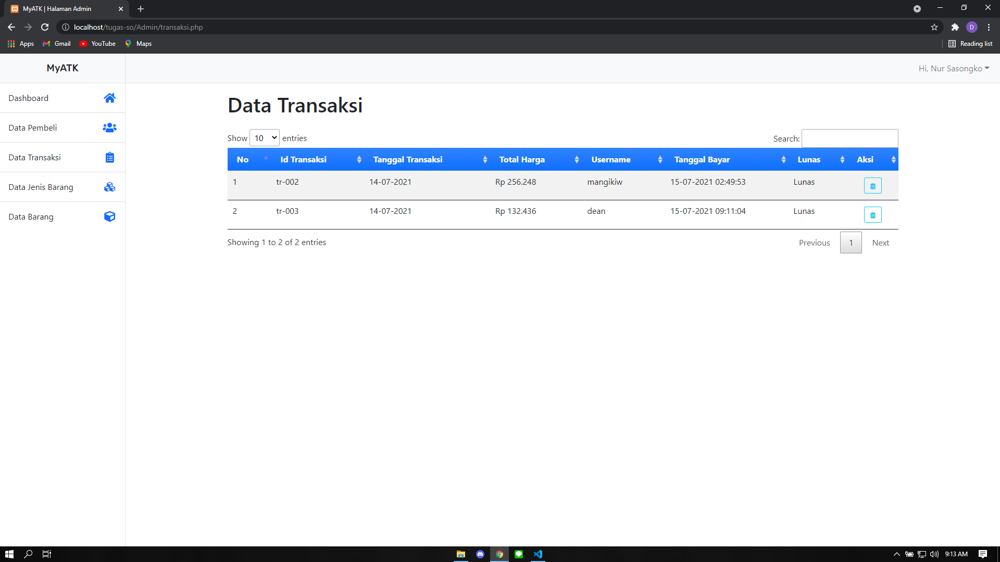 MyATK | Halaman Admin
localhost/tugas-so/Admin/transaksi.php
D
Apps Gmail YouTube Maps Reading list
MyATK
Hi, Nur Sasongko
Dashboard
Data Pembeli
Data Transaksi
Data Jenis Barang
Data Barang
Data Transaksi
Show 10 entries
Search:
No Id Transaksi Tanggal Transaksi Total Harga Username Tanggal Bayar Lunas Aksi
1 tr-002 14-07-2021 Rp 256.248 mangikiw 15-07-2021 02:49:53 Lunas
2 tr-003 14-07-2021 Rp 132.436 dean 15-07-2021 09:11:04 Lunas
Showing 1 to 2 of 2 entries
Previous 1 Next
9:13 AM